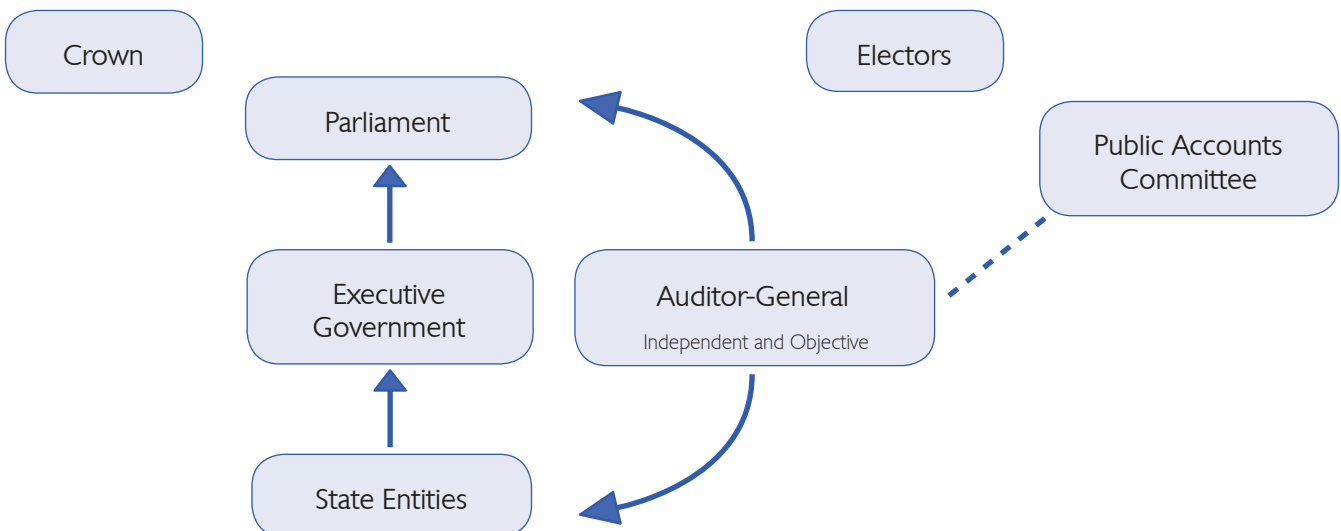 Crown
Electors
Parliament
Public Accounts
Committee
Executive
Government
Auditor-General
Independent and Objective
State Entities